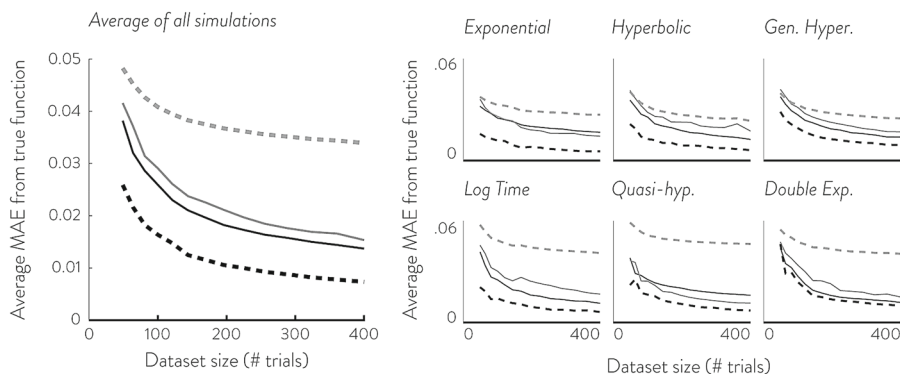 Average of all simulations
Average MAE from true function
0.05
0.04
0.03
0.02
0.01
0
0 100 200 300 400
Dataset size (# trials)
Exponential Hyperbolic Gen. Hyper.
Average MAE from true function
.06
0
Log Time Quasi-hyp. Double Exp.
.06
0
0 400 0 400 0 400
Dataset size (# trials)